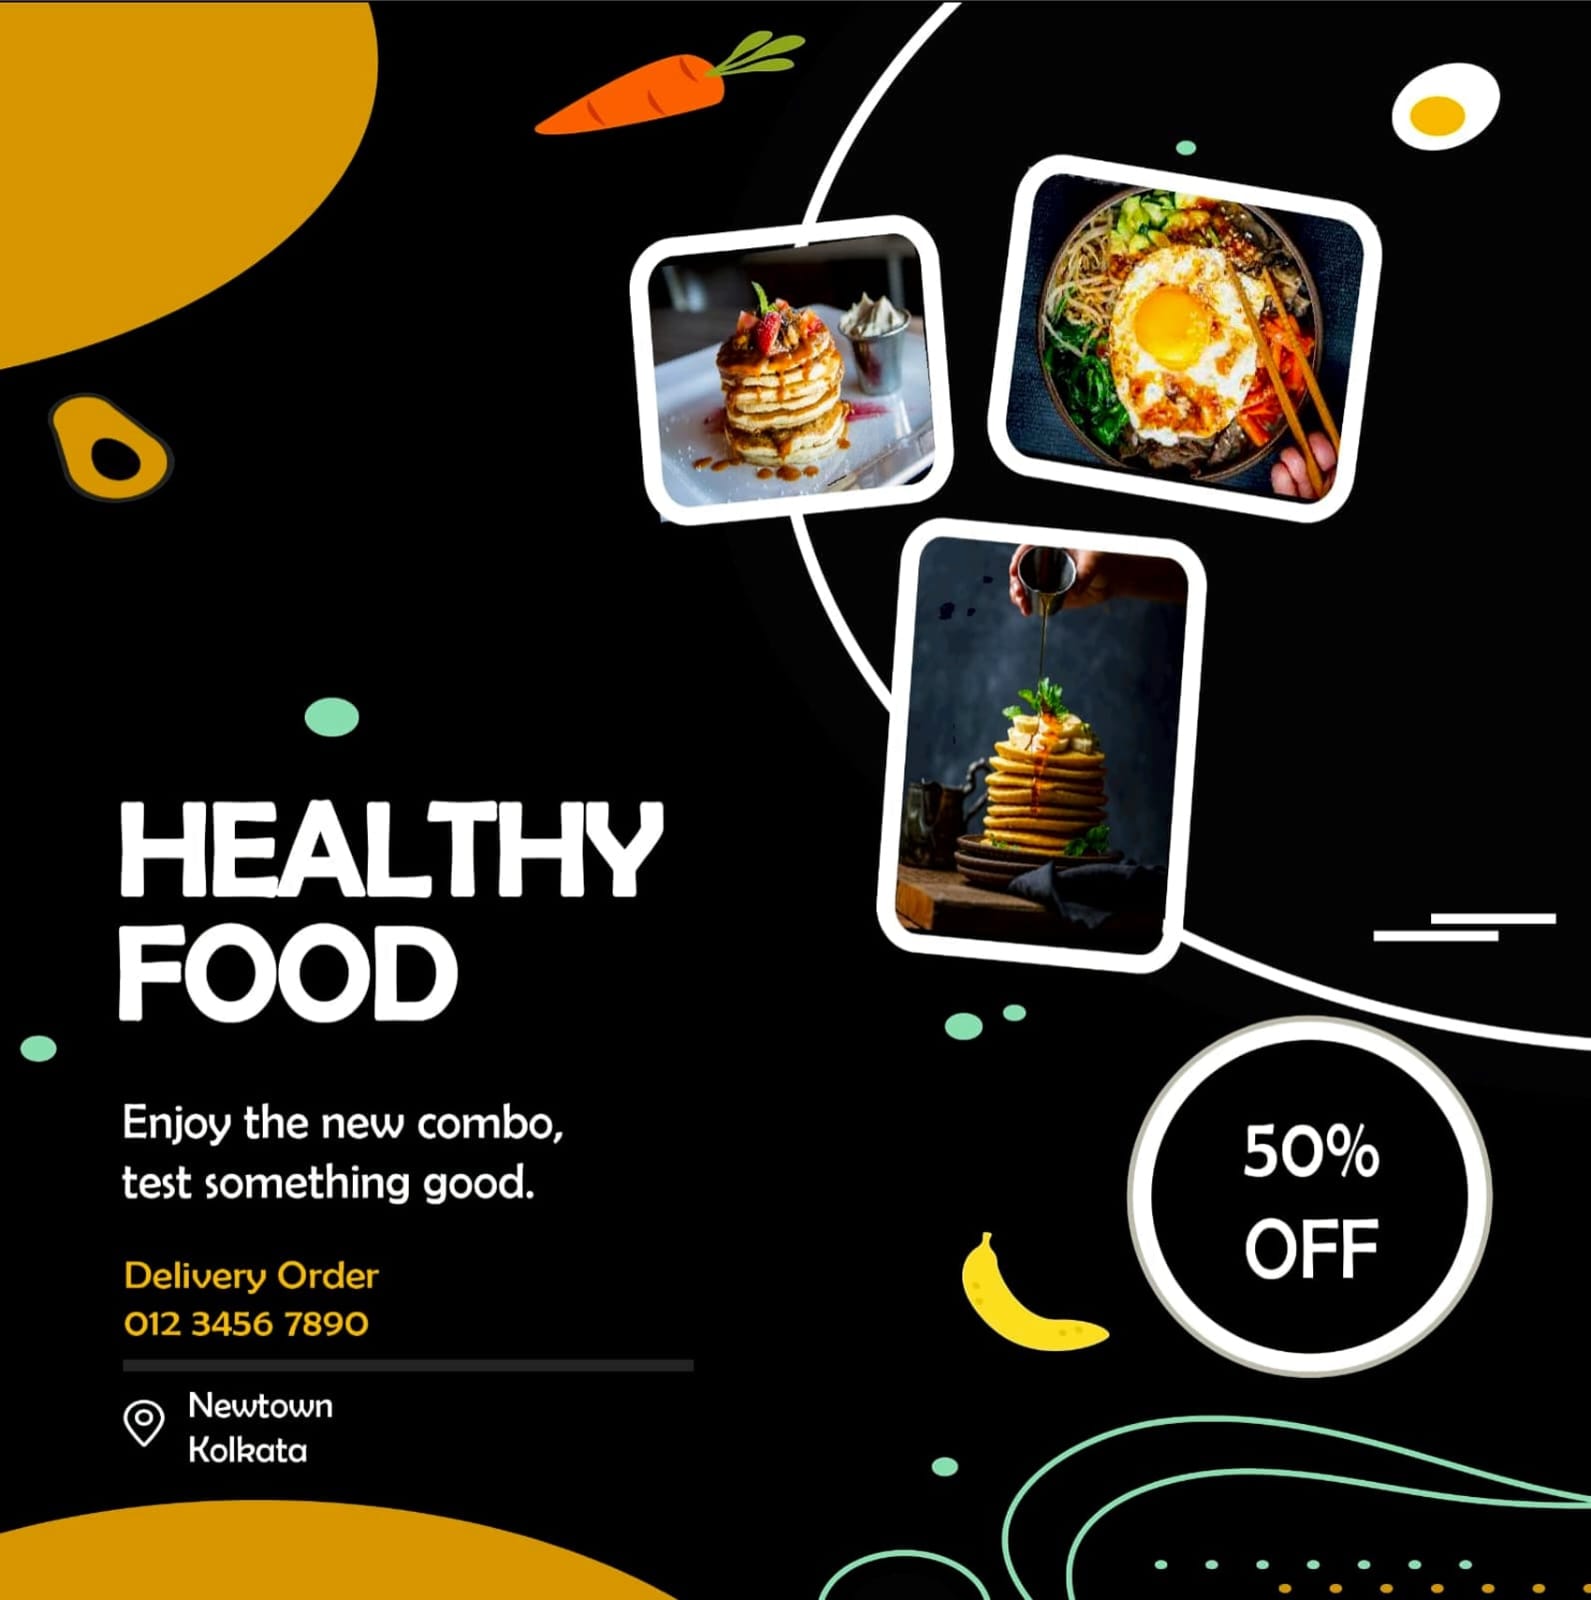 HEALTHY
FOOD
Enjoy the new combo,
test something good.
Delivery Order
012 3456 7890
Newtown
Kolkata
50%
OFF